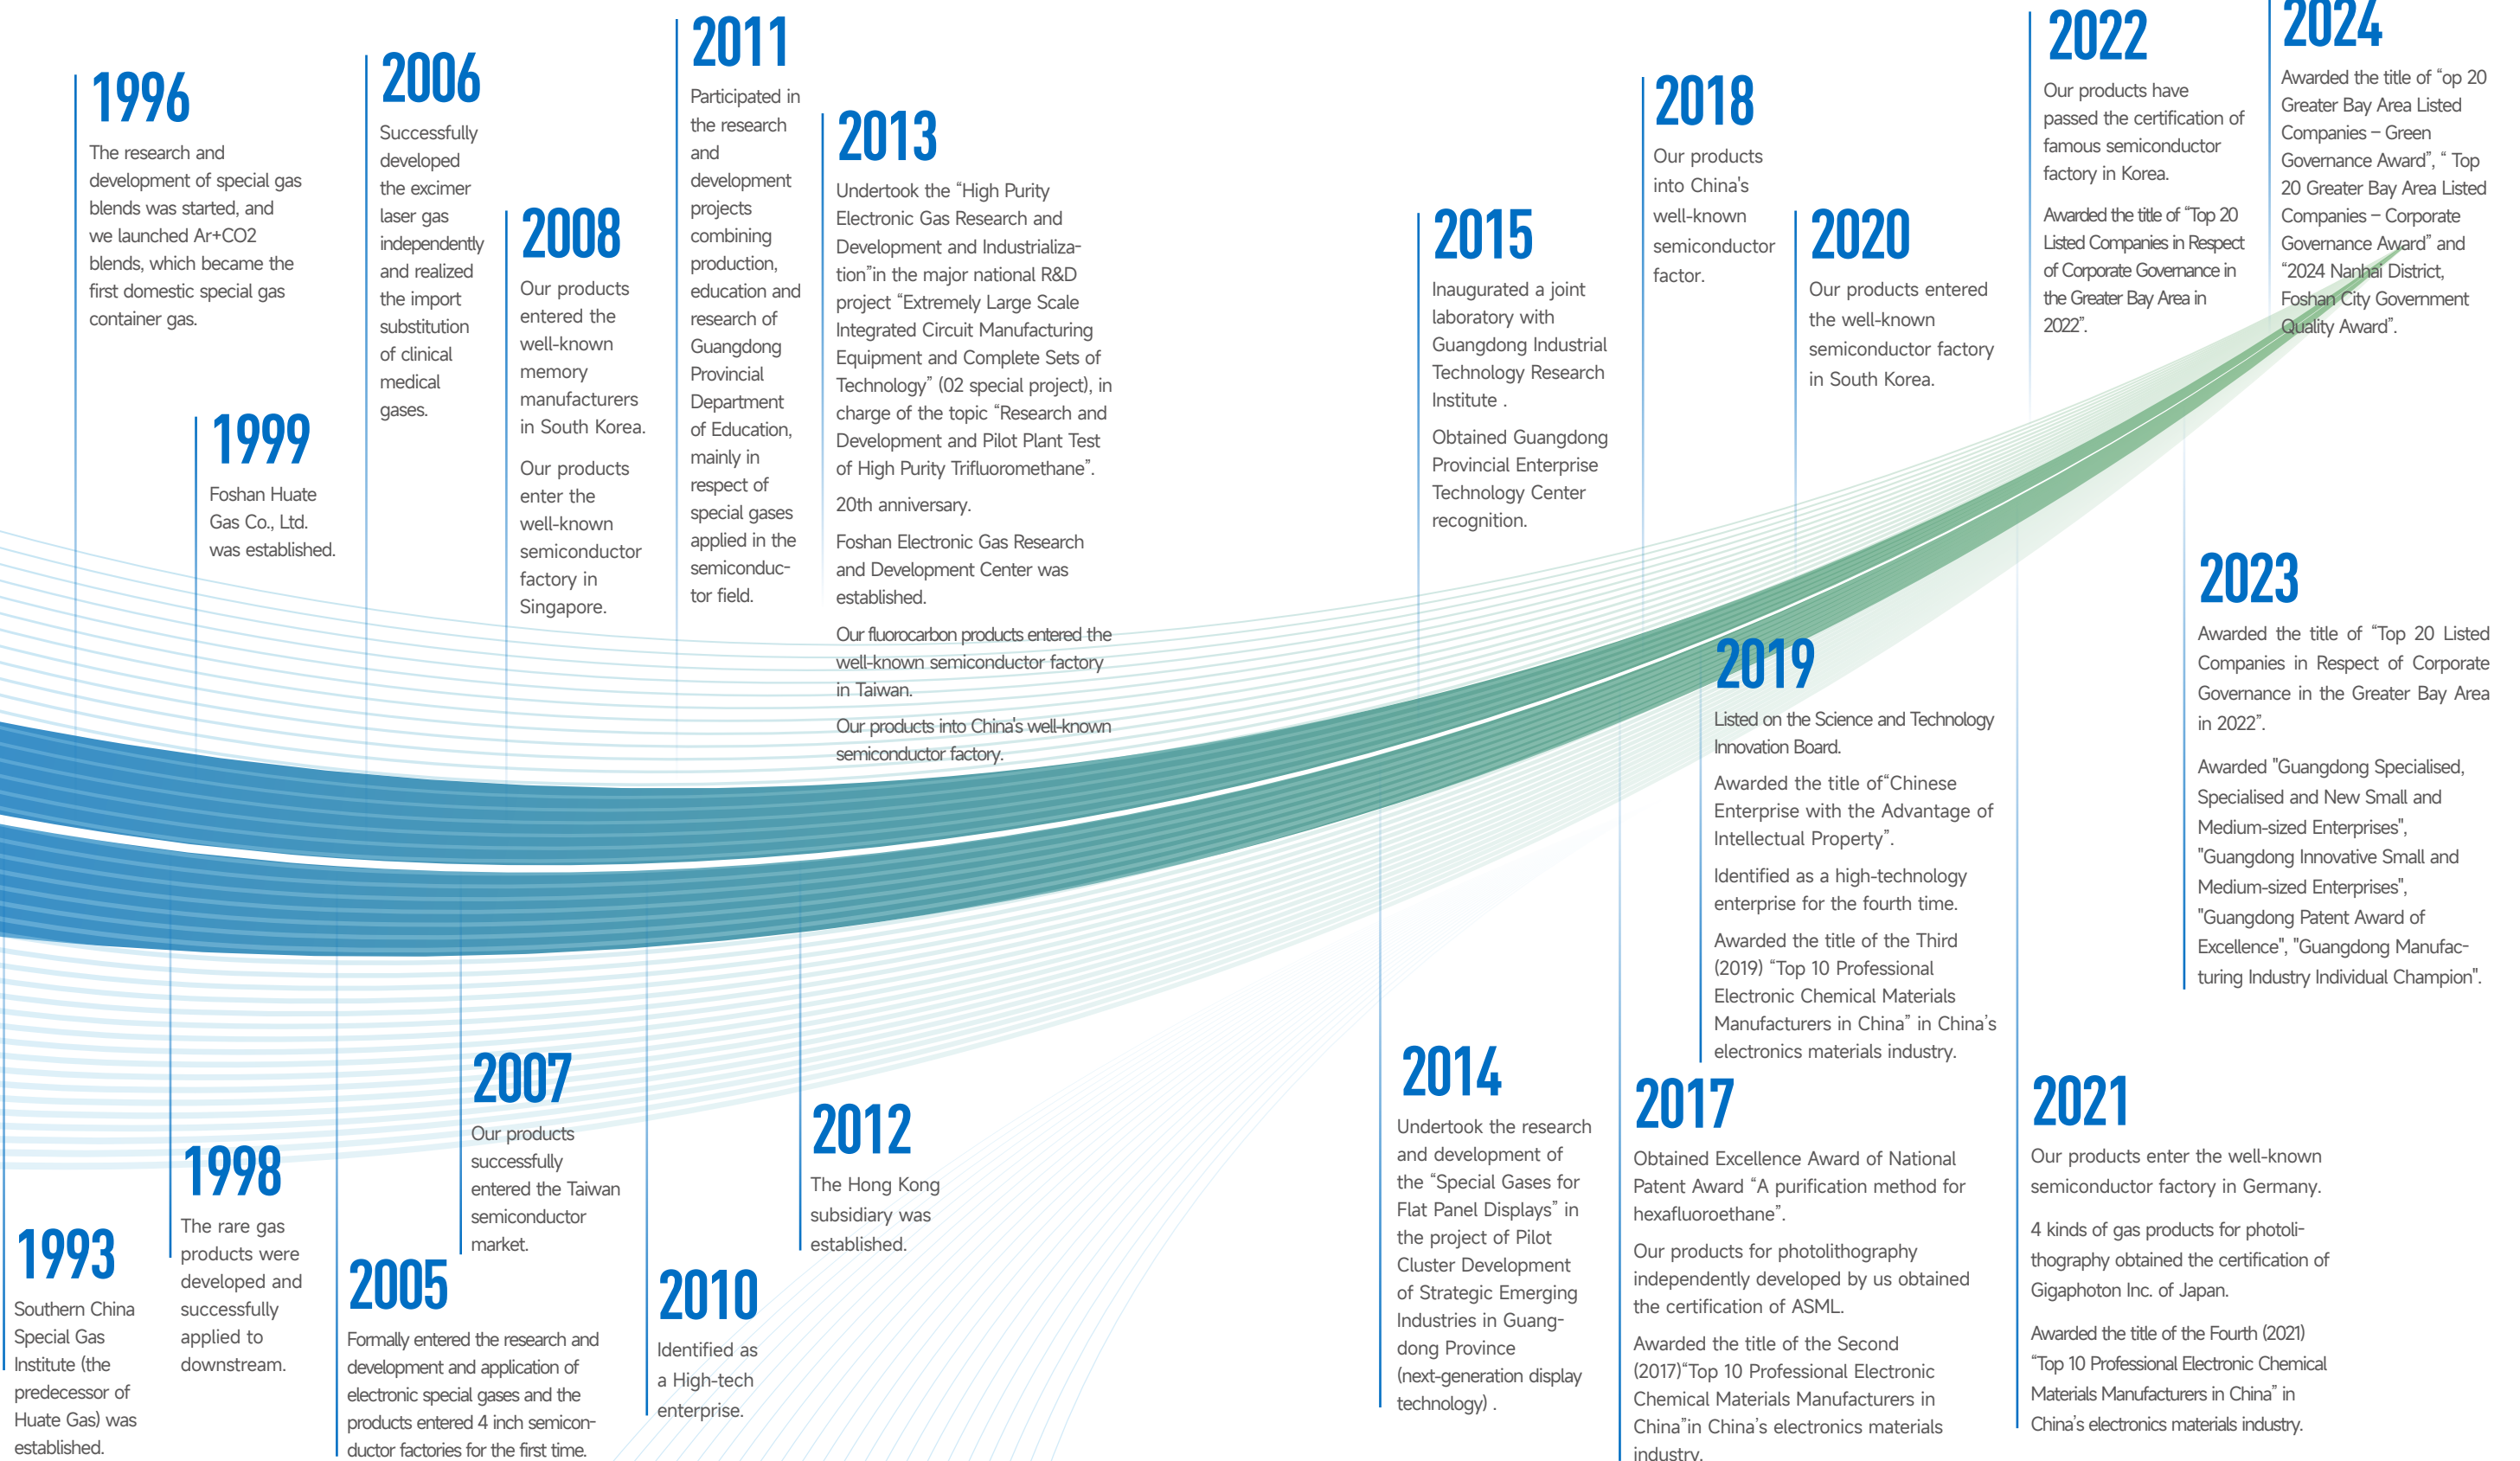 1996
The research and
development of special gas
blends was started, and
we launched Ar+CO2
blends, which became the
first domestic special gas
container gas.
1999
Foshan Huate
Gas Co., Ltd.
was established.
2006
Successfully
developed
the excimer
laser gas
independently
and realized
the import
substitution
of clinical
medical
gases.
2008
Our products
entered the
well-known
memory
manufacturers
in South Korea.
Our products
enter the
well-known
semiconductor
factory in
Singapore.
2011
Participated in
the research
and
development
projects
combining
production,
education and
research of
Guangdong
Provincial
Department
of Education,
mainly in
respect of
special gases
applied in the
semiconduc-
tor field.
2013
Undertook the “High Purity
Electronic Gas Research and
Development and Industrializa-
tion”in the major national R&D
project “Extremely Large Scale
Integrated Circuit Manufacturing
Equipment and Complete Sets of
Technology” (02 special project), in
charge of the topic “Research and
Development and Pilot Plant Test
of High Purity Trifluoromethane”.
20th anniversary.
Foshan Electronic Gas Research
and Development Center was
established.
Our fluorocarbon products entered the
well-known semiconductor factory
in Taiwan.
Our products into China's well-known
semiconductor factory.
2015
Inaugurated a joint
laboratory with
Guangdong Industrial
Technology Research
Institute .
Obtained Guangdong
Provincial Enterprise
Technology Center
recognition.
2018
Our products
into China's
well-known
semiconductor
factor.
2020
Our products entered
the well-known
semiconductor factory
in South Korea.
2022
Our products have
passed the certification of
famous semiconductor
factory in Korea.
Awarded the title of “Top 20
Listed Companies in Respect
of Corporate Governance in
the Greater Bay Area in
2022”.
2024
Awarded the title of “op 20
Greater Bay Area Listed
Companies – Green
Governance Award”, “ Top
20 Greater Bay Area Listed
Companies – Corporate
Governance Award” and
“2024 Nanhai District,
Foshan City Government
Quality Award”.
1993
Southern China
Special Gas
Institute (the
predecessor of
Huate Gas) was
established.
1998
The rare gas
products were
developed and
successfully
applied to
downstream.
2005
Formally entered the research and
development and application of
electronic special gases and the
products entered 4 inch semicon-
ductor factories for the first time.
2007
Our products
successfully
entered the Taiwan
semiconductor
market.
2010
Identified as
a High-tech
enterprise.
2012
The Hong Kong
subsidiary was
established.
2014
Undertook the research
and development of
the “Special Gases for
Flat Panel Displays” in
the project of Pilot
Cluster Development
of Strategic Emerging
Industries in Guang-
dong Province
(next-generation display
technology) .
2017
Obtained Excellence Award of National
Patent Award “A purification method for
hexafluoroethane”.
Our products for photolithography
independently developed by us obtained
the certification of ASML.
Awarded the title of the Second
(2017)“Top 10 Professional Electronic
Chemical Materials Manufacturers in
China”in China’s electronics materials
industry.
2019
Listed on the Science and Technology
Innovation Board.
Awarded the title of“Chinese
Enterprise with the Advantage of
Intellectual Property”.
Identified as a high-technology
enterprise for the fourth time.
Awarded the title of the Third
(2019) “Top 10 Professional
Electronic Chemical Materials
Manufacturers in China” in China’s
electronics materials industry.
2021
Our products enter the well-known
semiconductor factory in Germany.
4 kinds of gas products for photoli-
thography obtained the certification of
Gigaphoton Inc. of Japan.
Awarded the title of the Fourth (2021)
“Top 10 Professional Electronic Chemical
Materials Manufacturers in China” in
China’s electronics materials industry.
2023
Awarded the title of “Top 20 Listed
Companies in Respect of Corporate
Governance in the Greater Bay Area
in 2022”.
Awarded "Guangdong Specialised,
Specialised and New Small and
Medium-sized Enterprises",
"Guangdong Innovative Small and
Medium-sized Enterprises",
"Guangdong Patent Award of
Excellence", "Guangdong Manufac-
turing Industry Individual Champion".